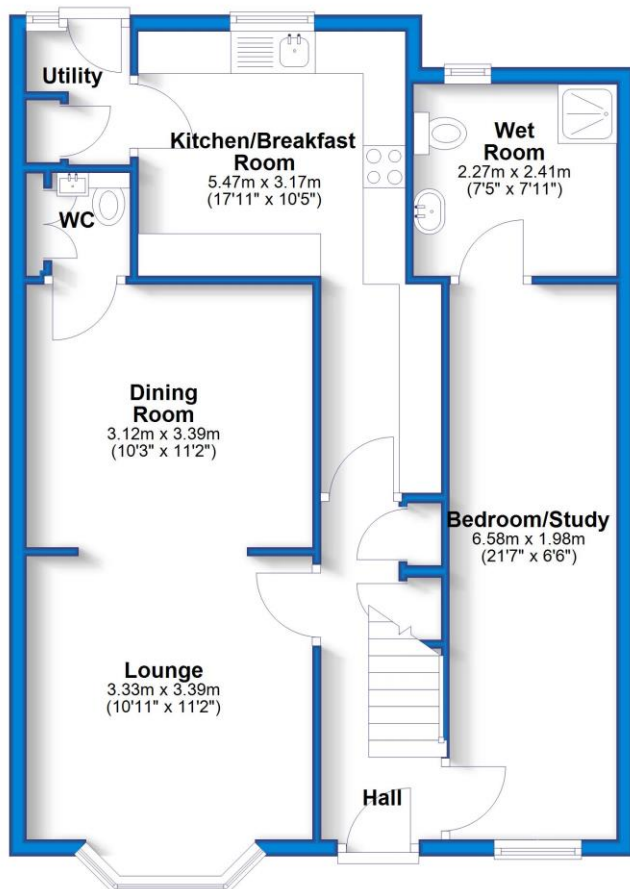 Utility
Kitchen/Breakfast
Room
5.47m x 3.17m
(17'11" x 10'5")
Wet
Room
2.27m x 2.41m
(7'5" x 7'11")
WC
Dining
Room
3.12m x 3.39m
(10'3" x 11'2")
Bedroom/Study
6.58m x 1.98m
(21'7" x 6'6")
Lounge
3.33m x 3.39m
(10'11" x 11'2")
Hall